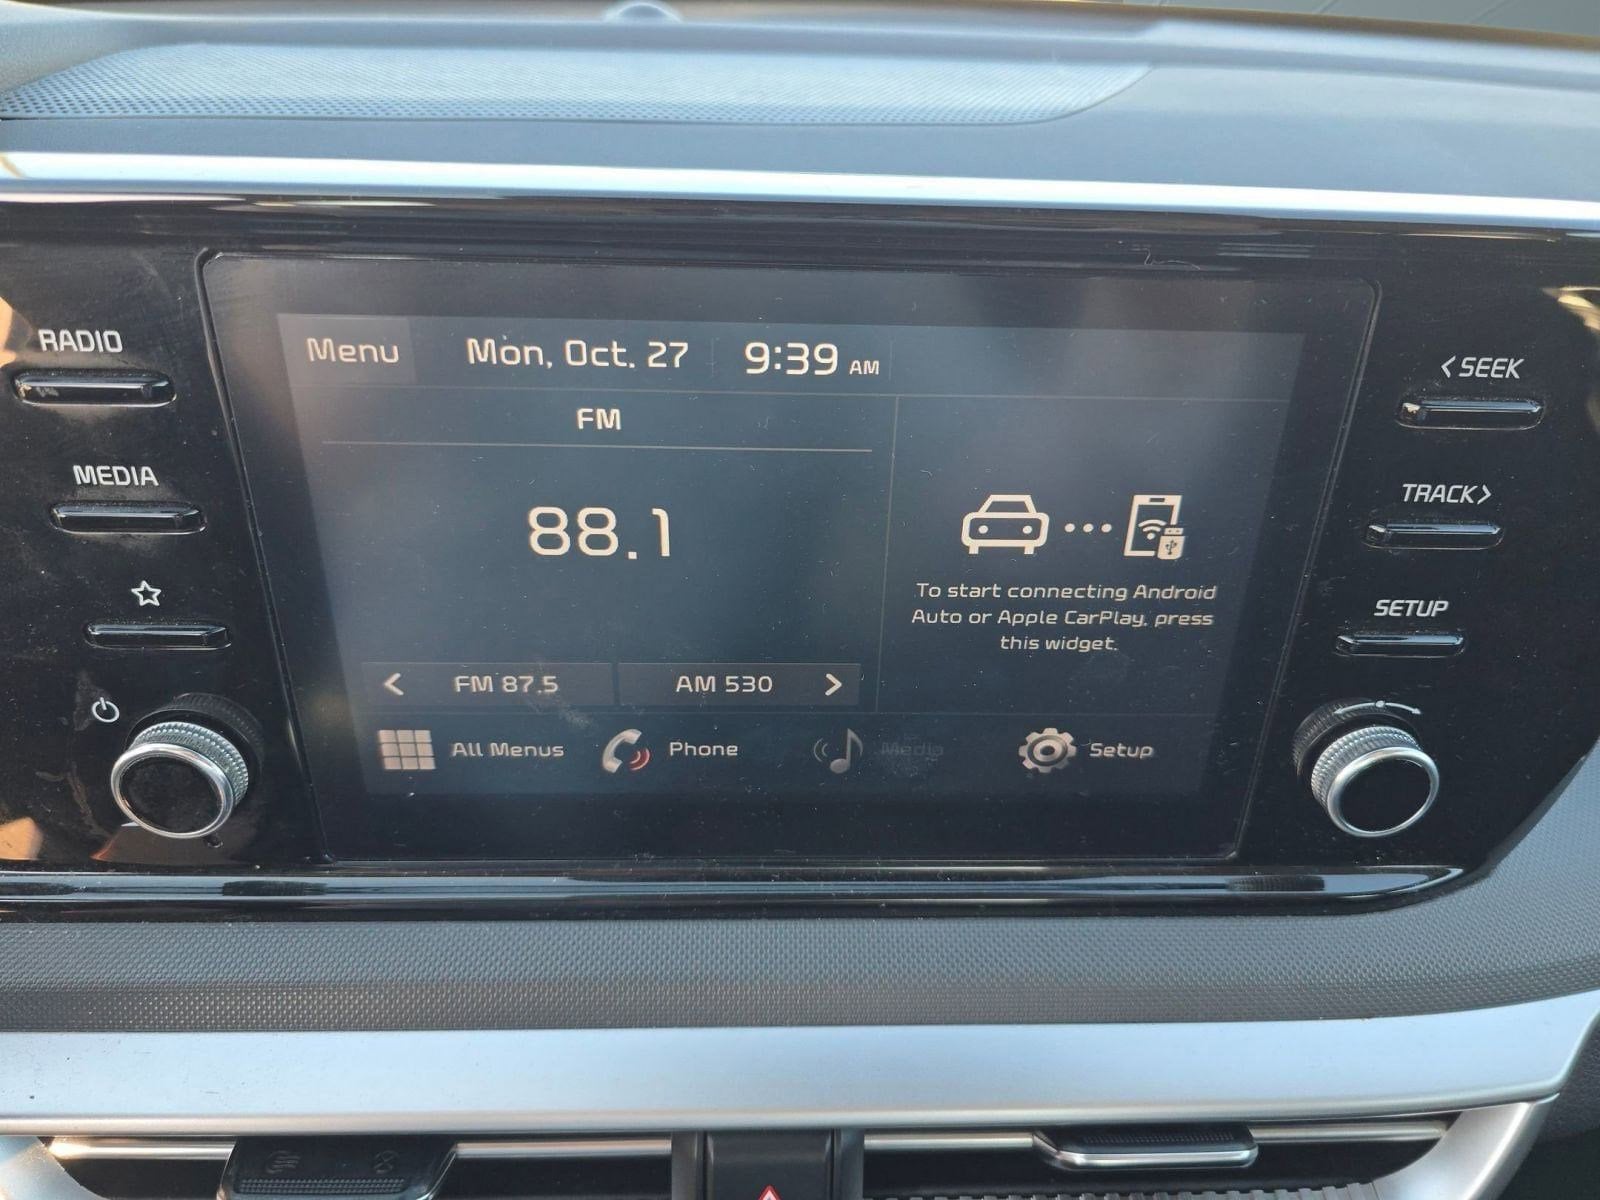 RADIO
MEDIA
Menu
Mon, Oct. 27
9:39 AM
FM
88.1
< FM 87.5
AM 530 >
To start connecting Android
Auto or Apple CarPlay, press
this widget.
All Menus
Phone
Media
Setup
<SEEK
TRACK>
SETUP